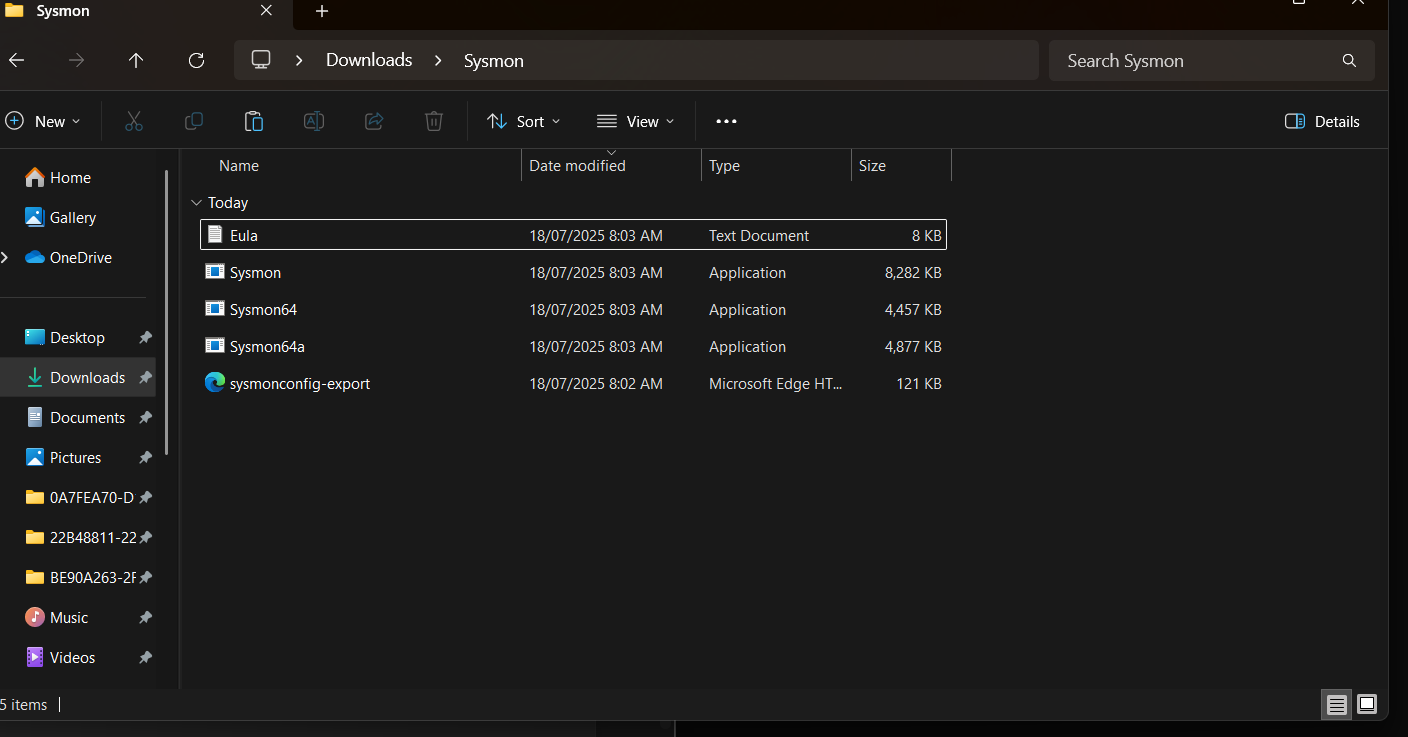 Sysmon
Downloads Sysmon
Search Sysmon
New
Sort
View
Details
Name Date modified Type Size
Today
Eula 18/07/2025 8:03 AM Text Document 8 KB
Sysmon 18/07/2025 8:03 AM Application 8,282 KB
Sysmon64 18/07/2025 8:03 AM Application 4,457 KB
Sysmon64a 18/07/2025 8:03 AM Application 4,877 KB
sysmonconfig-export 18/07/2025 8:02 AM Microsoft Edge HT... 121 KB
Home
Gallery
OneDrive
Desktop
Downloads
Documents
Pictures
0A7FEA70-D
22B48811-22
BE90A263-2F
Music
Videos
5 items